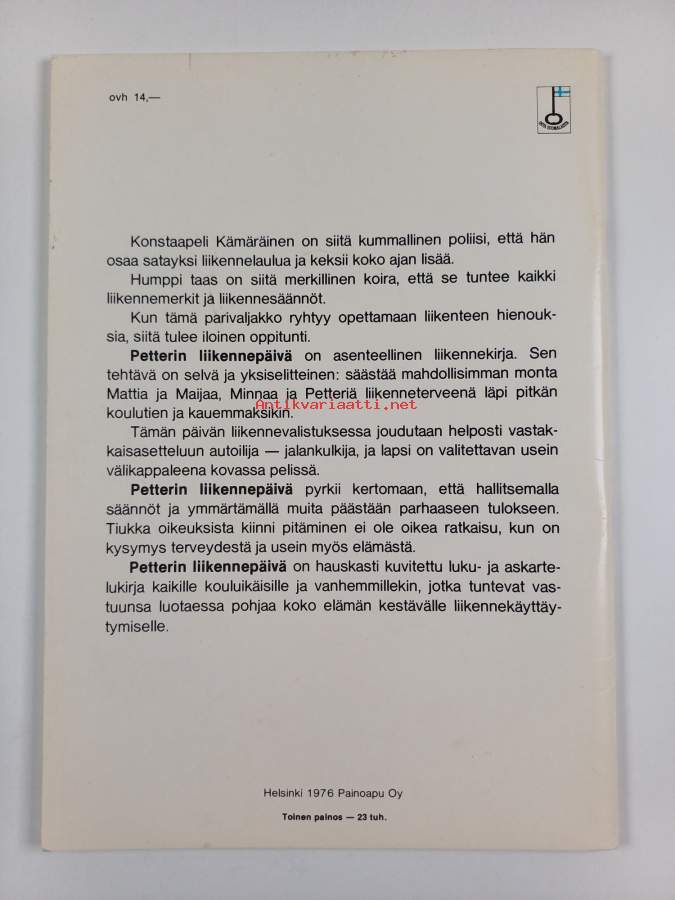 ovh 14,—
OSTA SUOMALAISTA
Konstaapeli Kämäräinen on siitä kummallinen poliisi, että hän
osaa satayksi liikennelaulua ja keksii koko ajan lisää.
Humppi taas on siitä merkillinen koira, että se tuntee kaikki
liikennemerkit ja liikennesäännöt.
Kun tämä parivaljakko ryhtyy opettamaan liikenteen hienouk-
sia, siitä tulee iloinen oppitunti.
Petterin liikennepäivä on asenteellinen liikennekirja. Sen
tehtävä on selvä ja yksiselitteinen: säästää mahdollisimman monta
Mattia ja Maijaa, Minnaa ja Petteriä liikenneterveenä läpi pitkän
Antikvariaatti.net
koulutien ja kauemmaksikin.
Tämän päivän liikennevalistuksessa joudutaan helposti vastak-
kaisasetteluun autoilija — jalankulkija, ja lapsi on valitettavan usein
välikappaleena kovassa pelissä.
Petterin liikennepäivä pyrkii kertomaan, että hallitsemalla
säännöt ja ymmärtämällä muita päästään parhaaseen tulokseen.
Tiukka oikeuksista kiinni pitäminen ei ole oikea ratkaisu, kun on
kysymys terveydestä ja usein myös elämästä.
Petterin liikennepäivä on hauskasti kuvitettu luku- ja askarte-
lukirja kaikille kouluikäisille ja vanhemmillekin, jotka tuntevat vas-
tuunsa luotaessa pohjaa koko elämän kestävälle liikennekäyttäy-
tymiselle.
Helsinki 1976 Painoapu Oy
Toinen painos — 23 tuh.